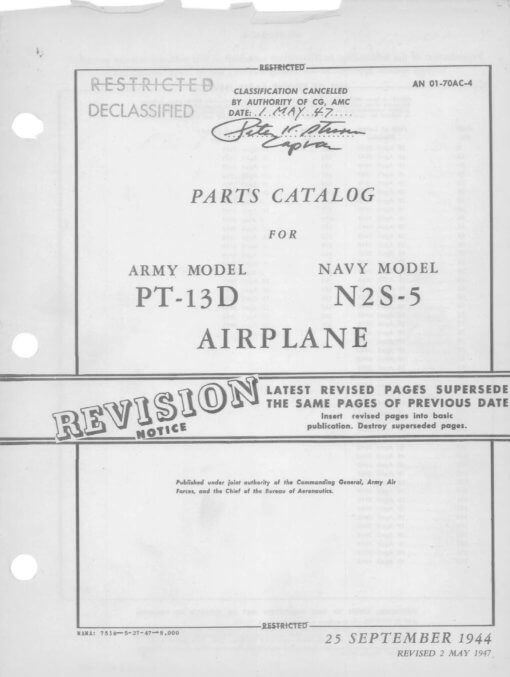 RESTRICTED
AN 01-70AC-4
RESTRICTED
DECLASSIFIED
CLASSIFICATION CANCELLED
BY AUTHORITY OF CG, AMC
DATE: 1 MAY 47
PARTS CATALOG
FOR
ARMY MODEL
PT-13D
NAVY MODEL
N2S-5
AIRPLANE
REVISION
NOTICE
LATEST REVISED PAGES SUPERSEDE
THE SAME PAGES OF PREVIOUS DATE
Insert revised pages into basic
publication. Destroy superseded pages.
Published under joint authority of the Commanding General, Army Air
Forces, and the Chief of the Bureau of Aeronautics.
RESTRICTED
25 SEPTEMBER 1944
REVISED 2 MAY 1947